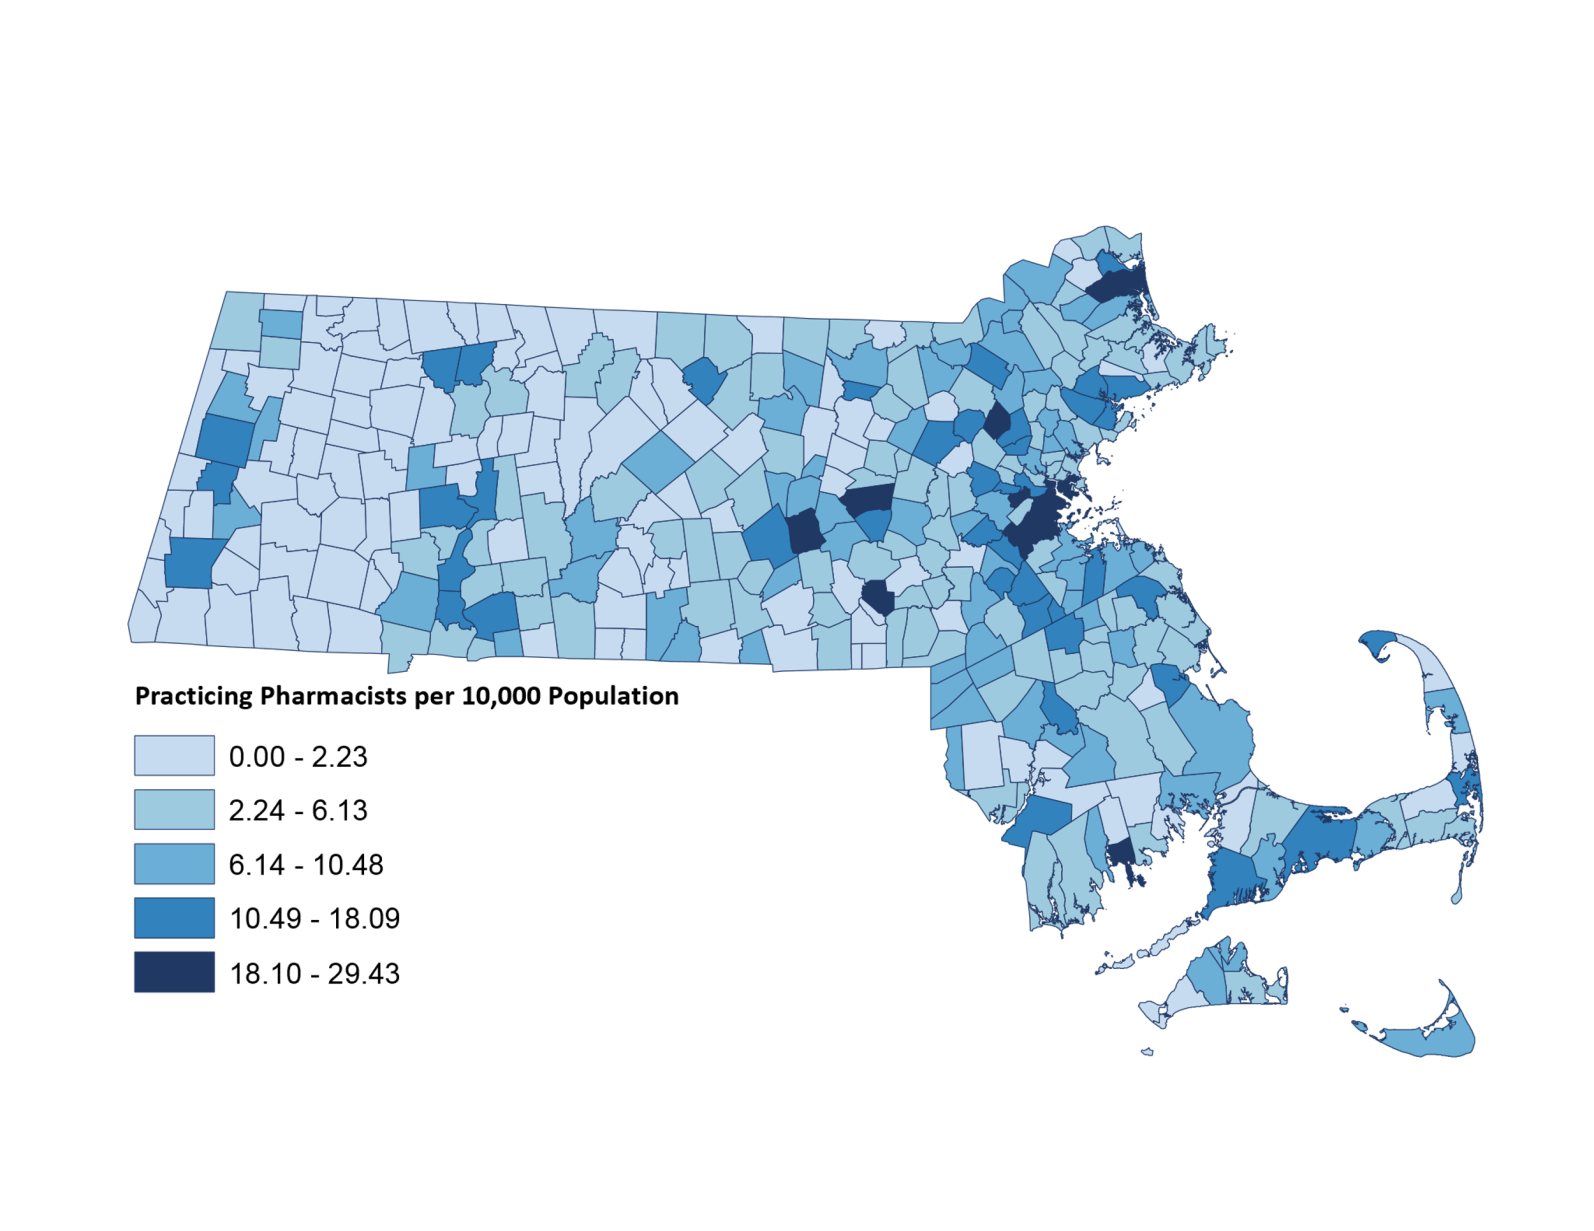 Practicing Pharmacists per 10,000 Population
0.00 - 2.23
2.24 - 6.13
6.14 - 10.48
10.49 - 18.09
18.10 - 29.43